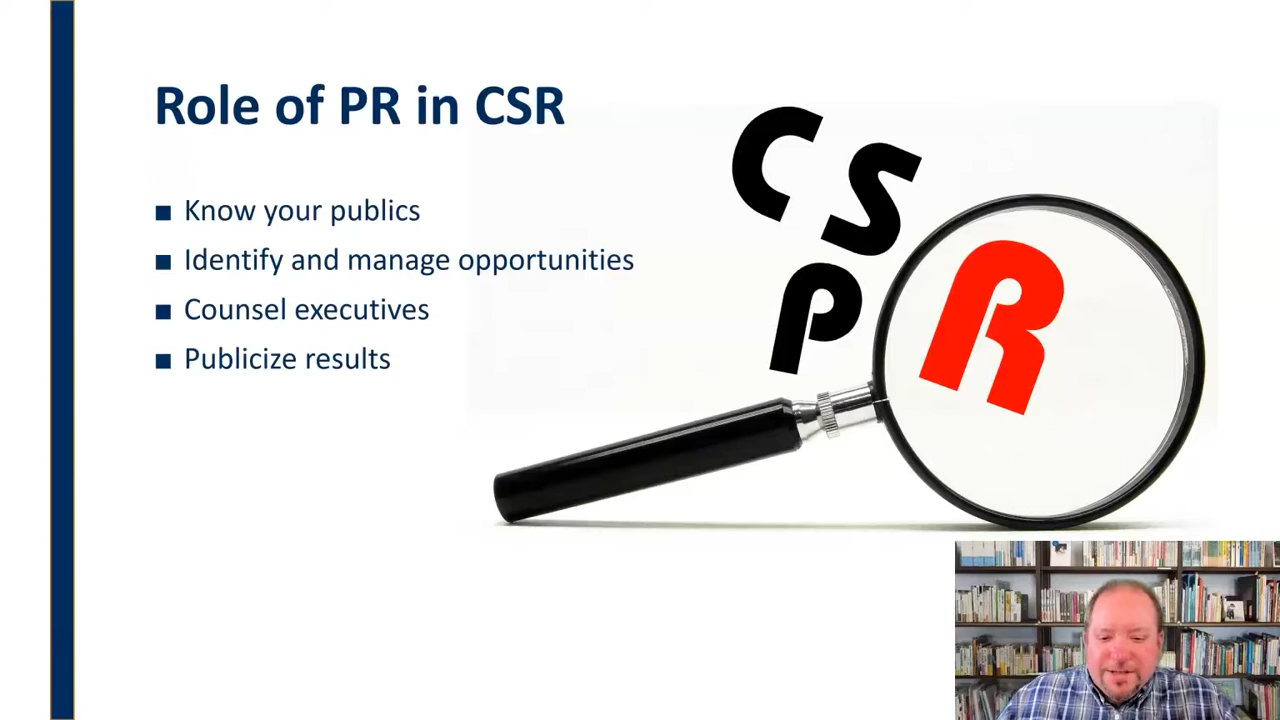 Role of PR in CSR
Know your publics
Identify and manage opportunities
Counsel executives
Publicize results
C
S
P R